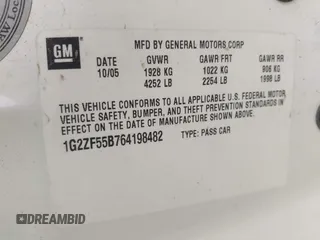 GM
MFD BY GENERAL MOTORS CORP
DATE GVWR GAWR FRT GAWR RR
10/05 1928 KG 1022 KG 906 KG
4252 LB 2254 LB 1998 LB
THIS VEHICLE CONFORMS TO ALL APPLICABLE U.S. FEDERAL MOTOR
VEHICLE SAFETY, BUMPER, AND THEFT PREVENTION STANDARDS
IN EFFECT ON THE DATE OF MANUFACTURE SHOWN ABOVE.
1G2ZF55B764198482 TYPE: PASS CAR
DREAMBID